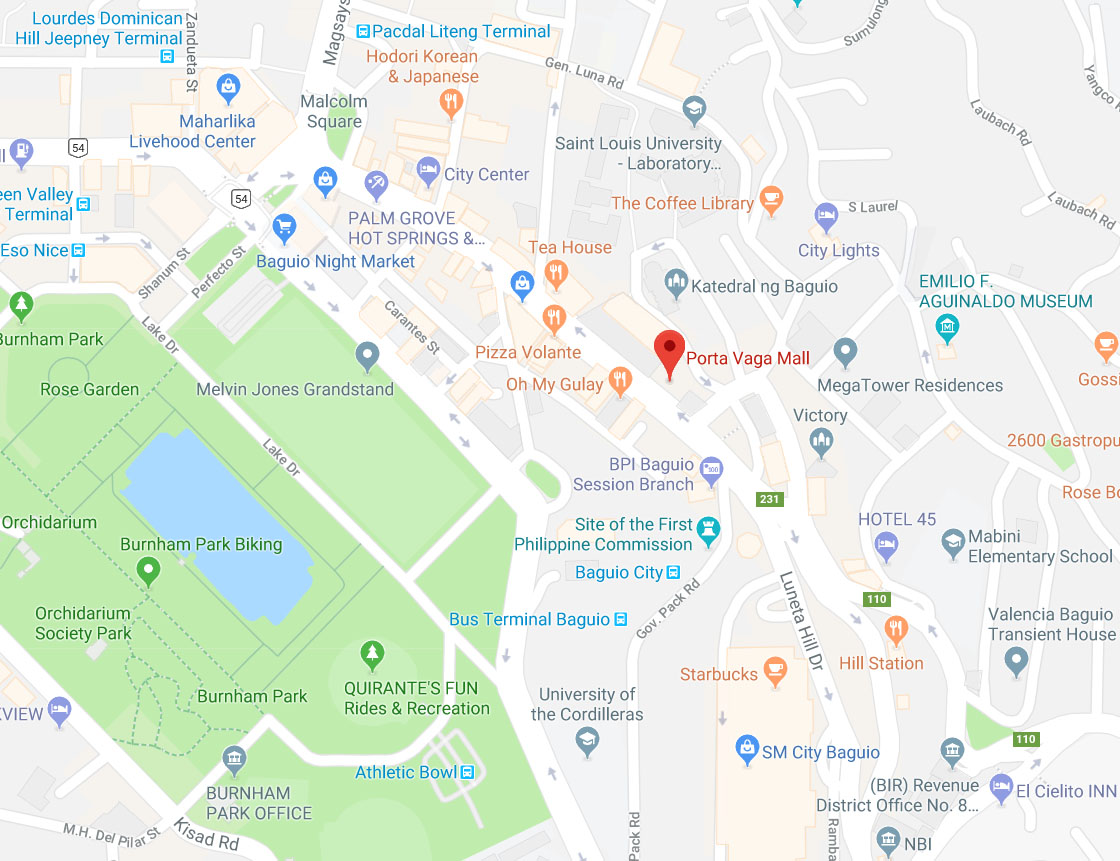 Lourdes Dominican
Hill Jeepney Terminal
Zandueta St
Magsays
Pacdal Liteng Terminal
Hodori Korean
& Japanese
Gen. Luna Rd
Sumulong
Yangco R
Maharlika
Livehood Center
Malcolm
Square
Saint Louis University
- Laboratory...
Laubach Rd
54
City Center
een Valley
Terminal
54
PALM GROVE
HOT SPRINGS &...
The Coffee Library
S Laurel
Laubach Rd
City Lights
Eso Nice
Shanum St
Perfecto St
Baguio Night Market
Tea House
Katedral ng Baguio
EMILIO F.
AGUINALDO MUSEUM
Burnham Park
Lake Dr
Carantes St
Pizza Volante
Porta Vaga Mall
Rose Garden
Melvin Jones Grandstand
Oh My Gulay
MegaTower Residences
Gossi
Victory
Lake Dr
BPI Baguio
Session Branch
2600 Gastropu
Rose Bo
231
Orchidarium
Burnham Park Biking
Site of the First
Philippine Commission
HOTEL 45
Mabini
Elementary School
Baguio City
Orchidarium
Society Park
Bus Terminal Baguio
Gov. Pack Rd
Luneta Hill Dr
110
Valencia Baguio
Transient House
Hill Station
Burnham Park
QUIRANTE'S FUN
Rides & Recreation
University of
the Cordilleras
Starbucks
KVIEW
110
SM City Baguio
Athletic Bowl
BURNHAM
PARK OFFICE
(BIR) Revenue
District Office No. 8...
El Cielito INN
M.H. Del Pilar St
Kisad Rd
Pack Rd
Ramba
NBI